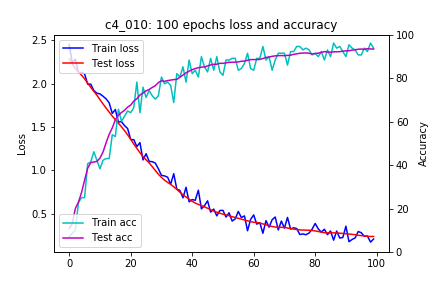 c4_010: 100 epochs loss and accuracy
Train loss
Test loss
Train acc
Test acc
Loss
2.5
2.0
1.5
1.0
0.5
Accuracy
100
80
60
40
20
0
0 20 40 60 80 100